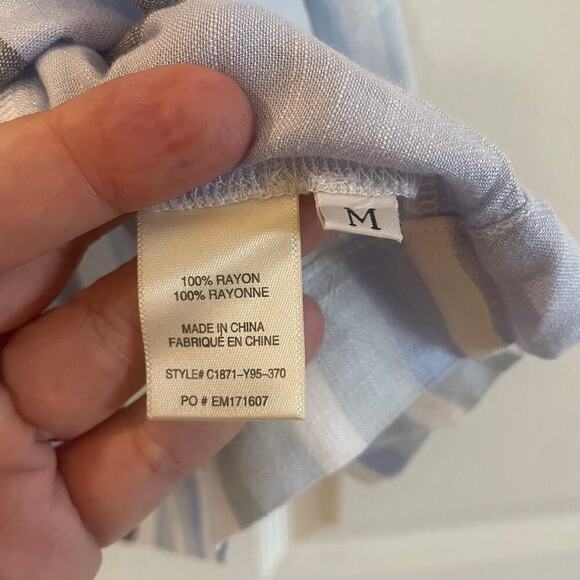 100% RAYON
100% RAYONNE
MADE IN CHINA
FABRIQUÉ EN CHINE
STYLE# C1871-Y95-370
PO # EM171607
M